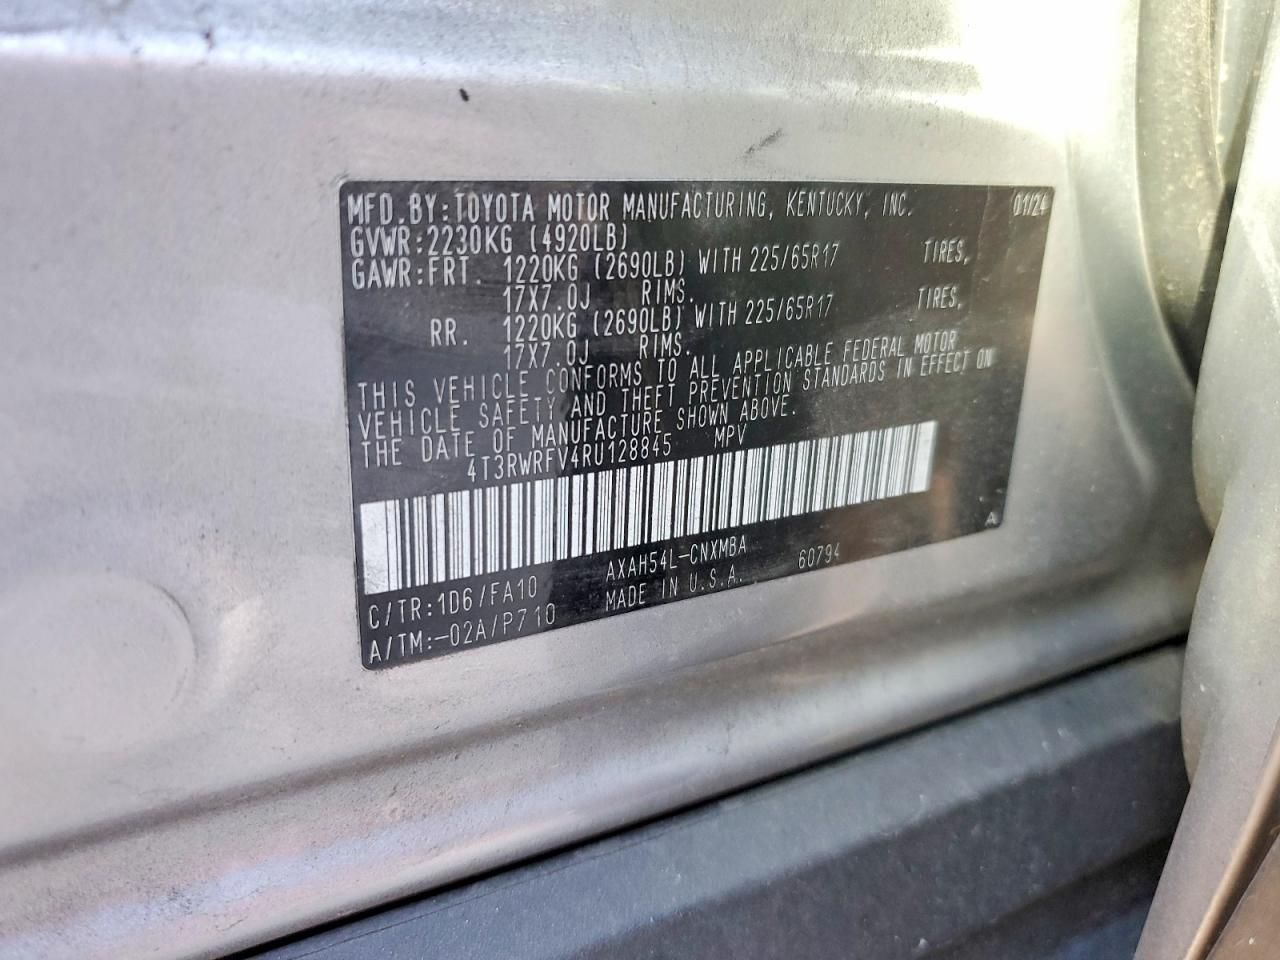 MFD.BY:TOYOTA MOTOR MANUFACTURING, KENTUCKY, INC. 01/24
GVWR:2230KG (4920LB)
GAWR:FRT. 1220KG (2690LB) WITH 225/65R17 TIRES,
17X7.0J RIMS.
RR. 1220KG (2690LB) WITH 225/65R17 TIRES,
17X7.0J RIMS.
THIS VEHICLE CONFORMS TO ALL APPLICABLE FEDERAL MOTOR
VEHICLE SAFETY AND THEFT PREVENTION STANDARDS IN EFFECT ON
THE DATE OF MANUFACTURE SHOWN ABOVE.
4T3RWRFV4RU128845 MPV
A
C/TR:1D6/FA10 AXAH54L-CNXMBA
A/TM:-02A/P710 MADE IN U.S.A. 60794